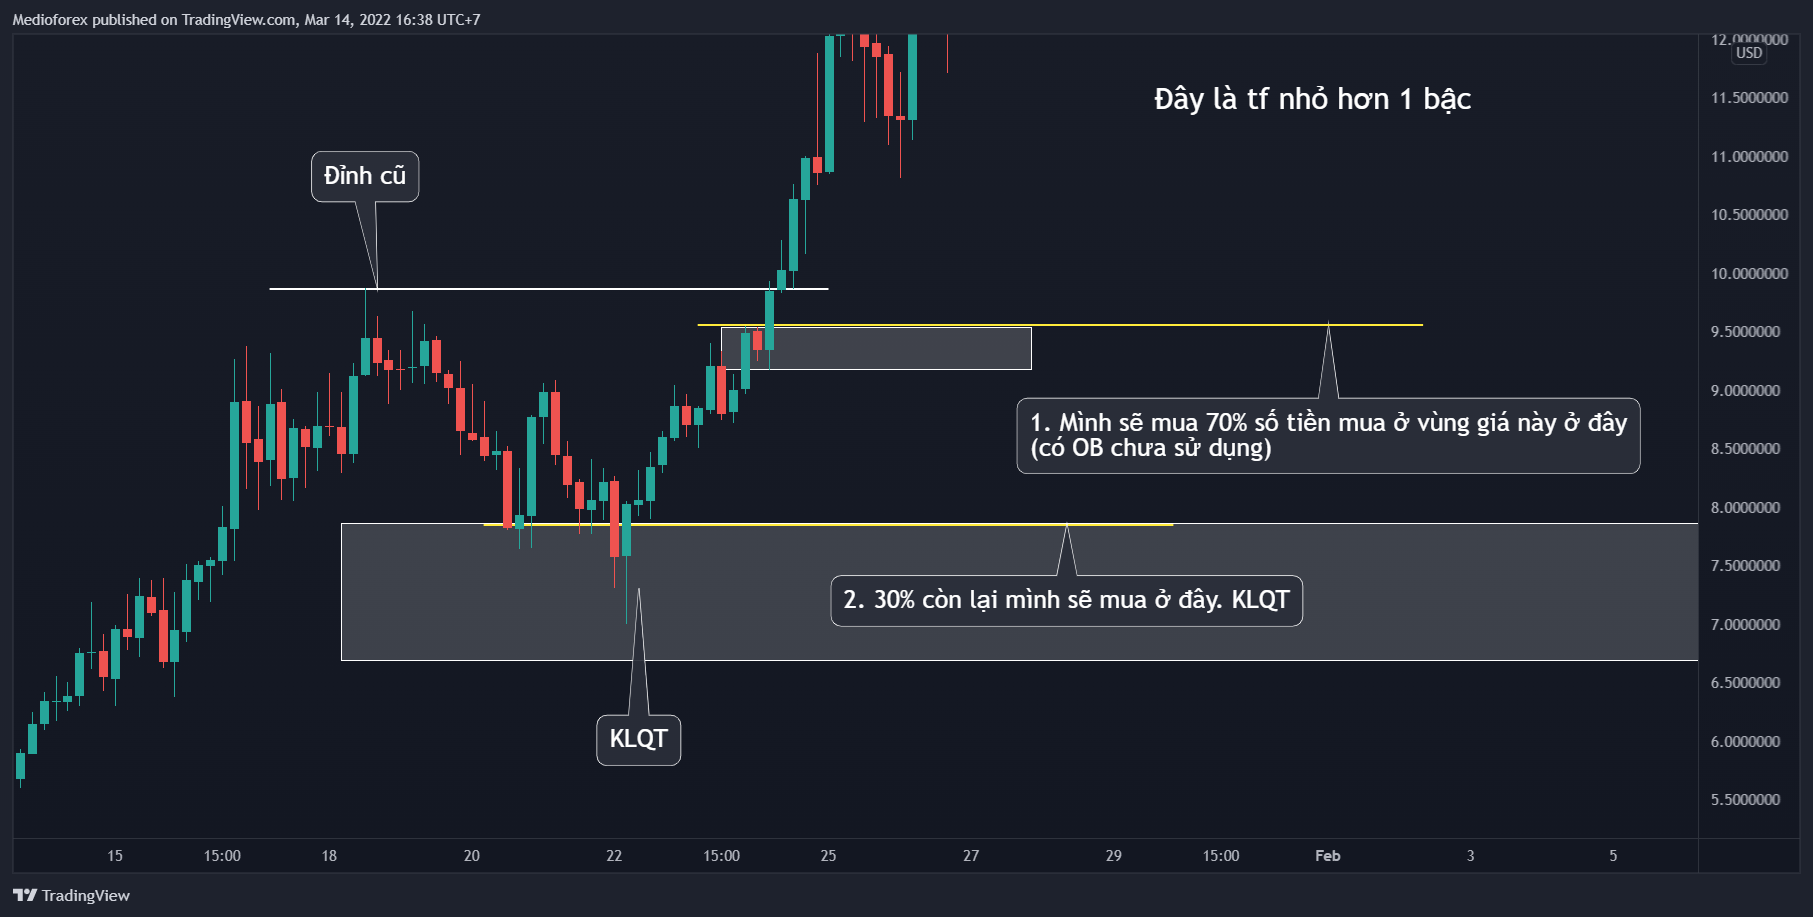 Medioforex published on TradingView.com, Mar 14, 2022 16:38 UTC+7
12.0000000
USD
Đây là tf nhỏ hơn 1 bậc
11.5000000
11.0000000
Đỉnh cũ
10.5000000
10.0000000
9.5000000
9.0000000
1. Mình sẽ mua 70% số tiền mua ở vùng giá này ở đây
(có OB chưa sử dụng)
8.5000000
8.0000000
7.5000000
2. 30% còn lại mình sẽ mua ở đây. KLQT
7.0000000
6.5000000
KLQT
6.0000000
5.5000000
15 15:00 18 20 22 15:00 25 27 29 15:00 Feb 3 5
TradingView